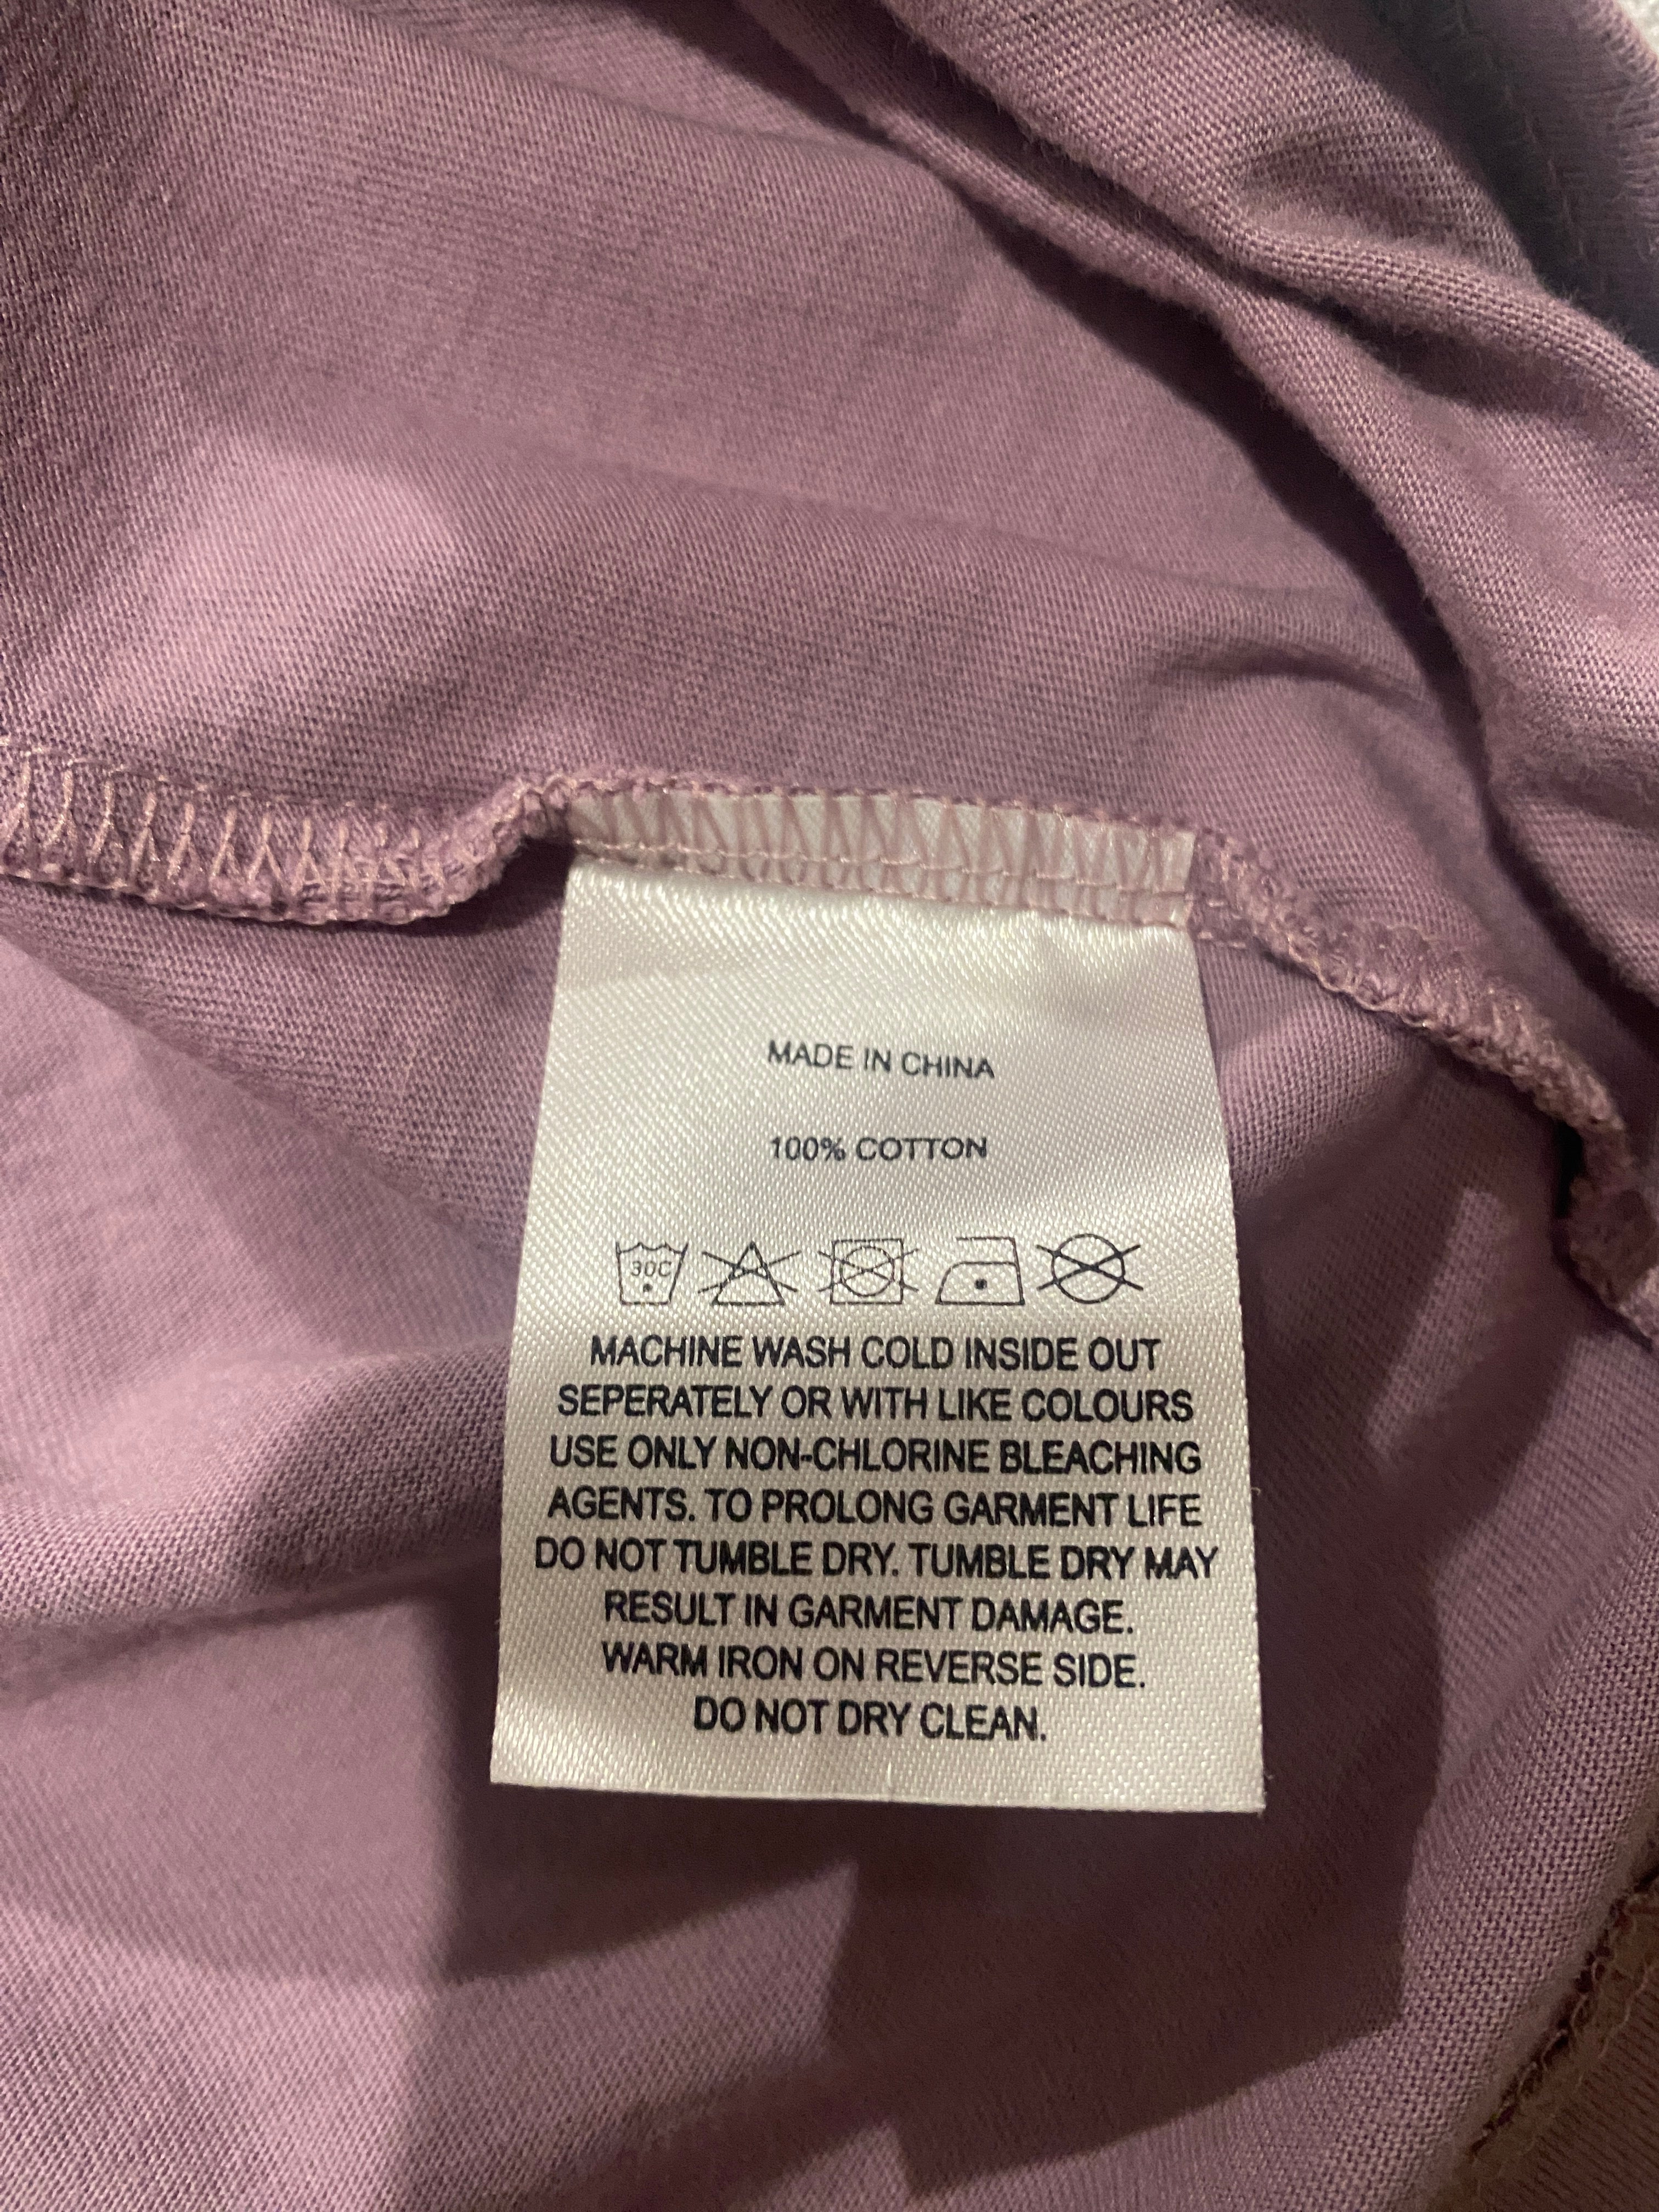 MADE IN CHINA
100% COTTON
30C
MACHINE WASH COLD INSIDE OUT
SEPERATELY OR WITH LIKE COLOURS
USE ONLY NON-CHLORINE BLEACHING
AGENTS. TO PROLONG GARMENT LIFE
DO NOT TUMBLE DRY. TUMBLE DRY MAY
RESULT IN GARMENT DAMAGE.
WARM IRON ON REVERSE SIDE.
DO NOT DRY CLEAN.